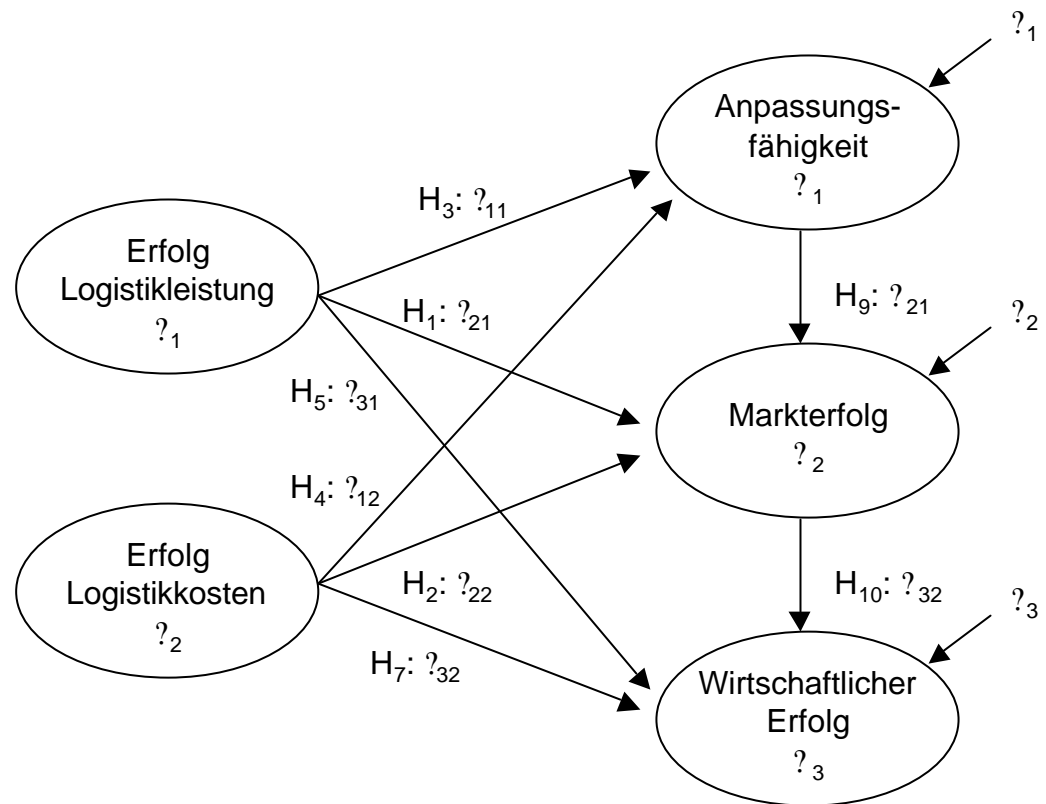 ?₁
Anpassungs-
fähigkeit
?₁
H₃: ?₁₁
Erfolg
Logistikleistung
?₁
H₁: ?₂₁
H₉: ?₂₁
?₂
H₅: ?₃₁
Markterfolg
?₂
H₄: ?₁₂
Erfolg
Logistikkosten
?₂
H₂: ?₂₂
H₁₀: ?₃₂
?₃
H₇: ?₃₂
Wirtschaftlicher
Erfolg
?₃